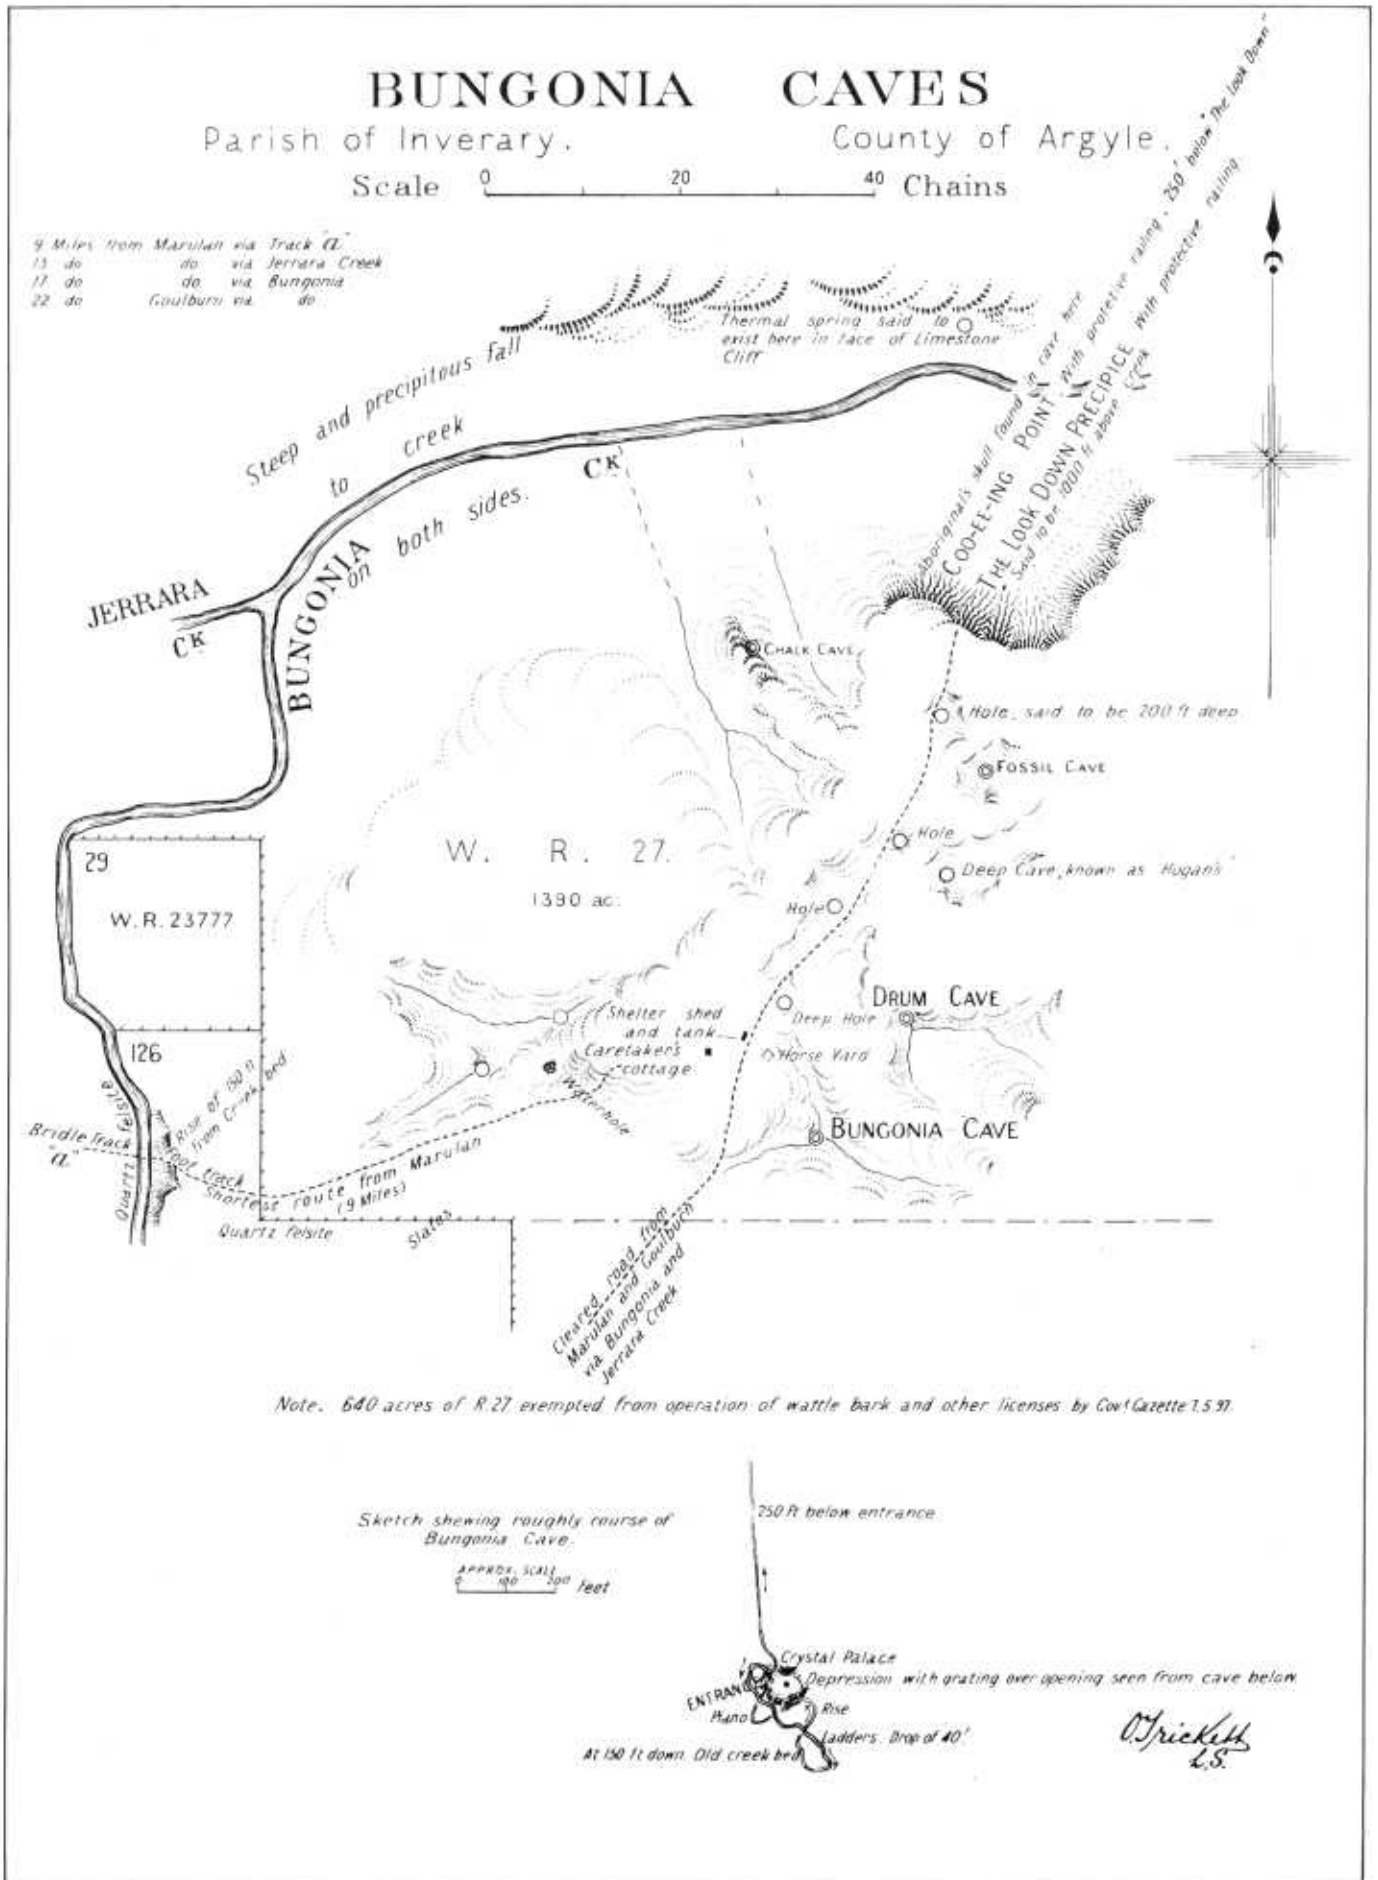 BUNGONIA CAVES
Parish of Inverary. County of Argyle.
Scale 0 20 40 Chains
9 Miles from Marulan via Track "a"
13 do do via Jerrara Creek
17 do do via Bungonia
22 do Goulburn via do
Steep and precipitous fall
to creek
on both sides.
Thermal spring said to
exist here in face of Limestone
Cliff
Aboriginals skull found in cave here
COO-EE-ING POINT With protetive railing, 250' below "The Look Down"
THE LOOK DOWN PRECIPICE With protective railing
Said to be 1000 ft above Creek
JERRARA
CK
BUNGONIA
CK
CHALK CAVE
Hole, said to be 200 ft deep
FOSSIL CAVE
Hole
Deep Cave, known as Hogan's
Hole
W. R. 27.
1390 ac.
29
W.R. 23777
126
DRUM CAVE
Deep Hole
Shelter shed
and tank
Caretaker's
cottage
Horse Yard
Waterhole
BUNGONIA CAVE
Rise of 150 ft
from Creek bed
Bridle Track
"a"
Foot track
Quartz felsite
Shortest route from Marulan
(9 Miles)
Quartz felsite
Slates
Cleared road from
Marulan and Goulburn
via Bungonia and
Jerrara Creek
Note. 640 acres of R.27 exempted from operation of wattle bark and other licenses by Govt Gazette 7.5.97.
Sketch shewing roughly course of
Bungonia Cave.
APPROX. SCALE
0 100 200 Feet
250 Ft below entrance
Crystal Palace
Depression with grating over opening seen from cave below
ENTRANCE
Piano
Rise
Ladders. Drop of 40'
At 150 ft down. Old creek bed
O Trickett
L.S.